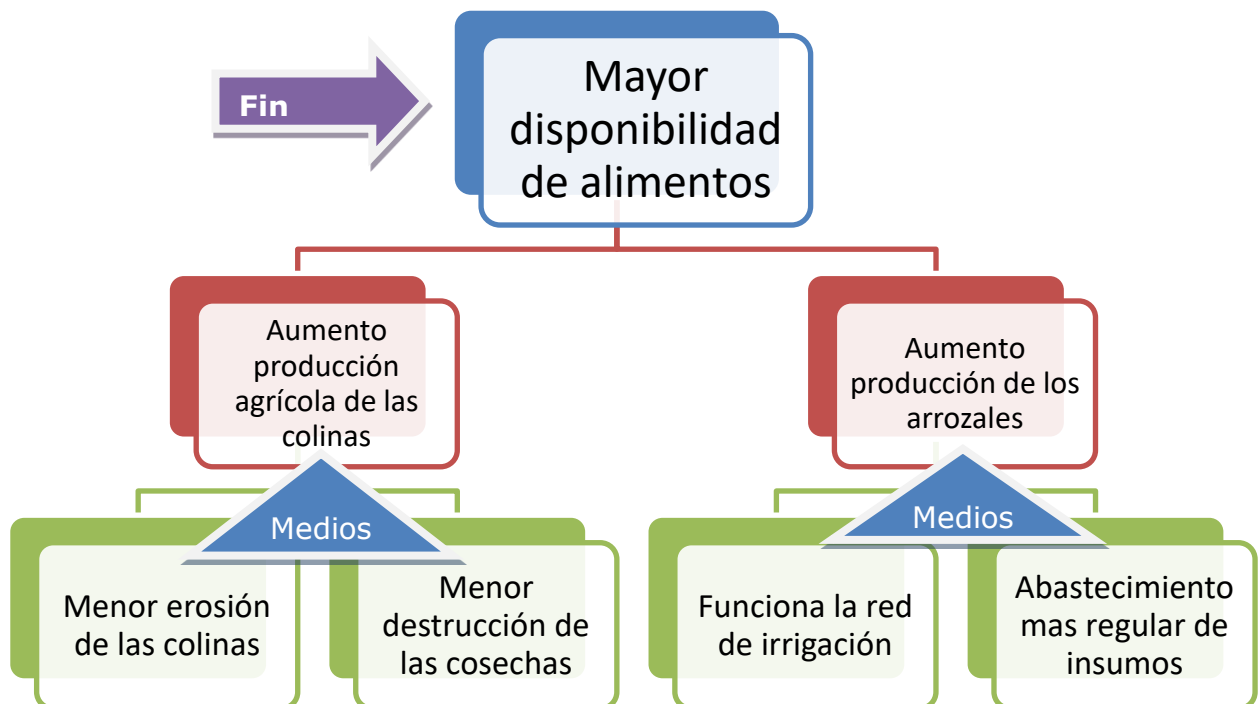 Fin
Mayor
disponibilidad
de alimentos
Aumento
producción
agrícola de las
colinas
Aumento
producción de los
arrozales
Medios
Medios
Menor erosión
de las colinas
Menor
destrucción de
las cosechas
Funciona la red
de irrigación
Abastecimiento
mas regular de
insumos